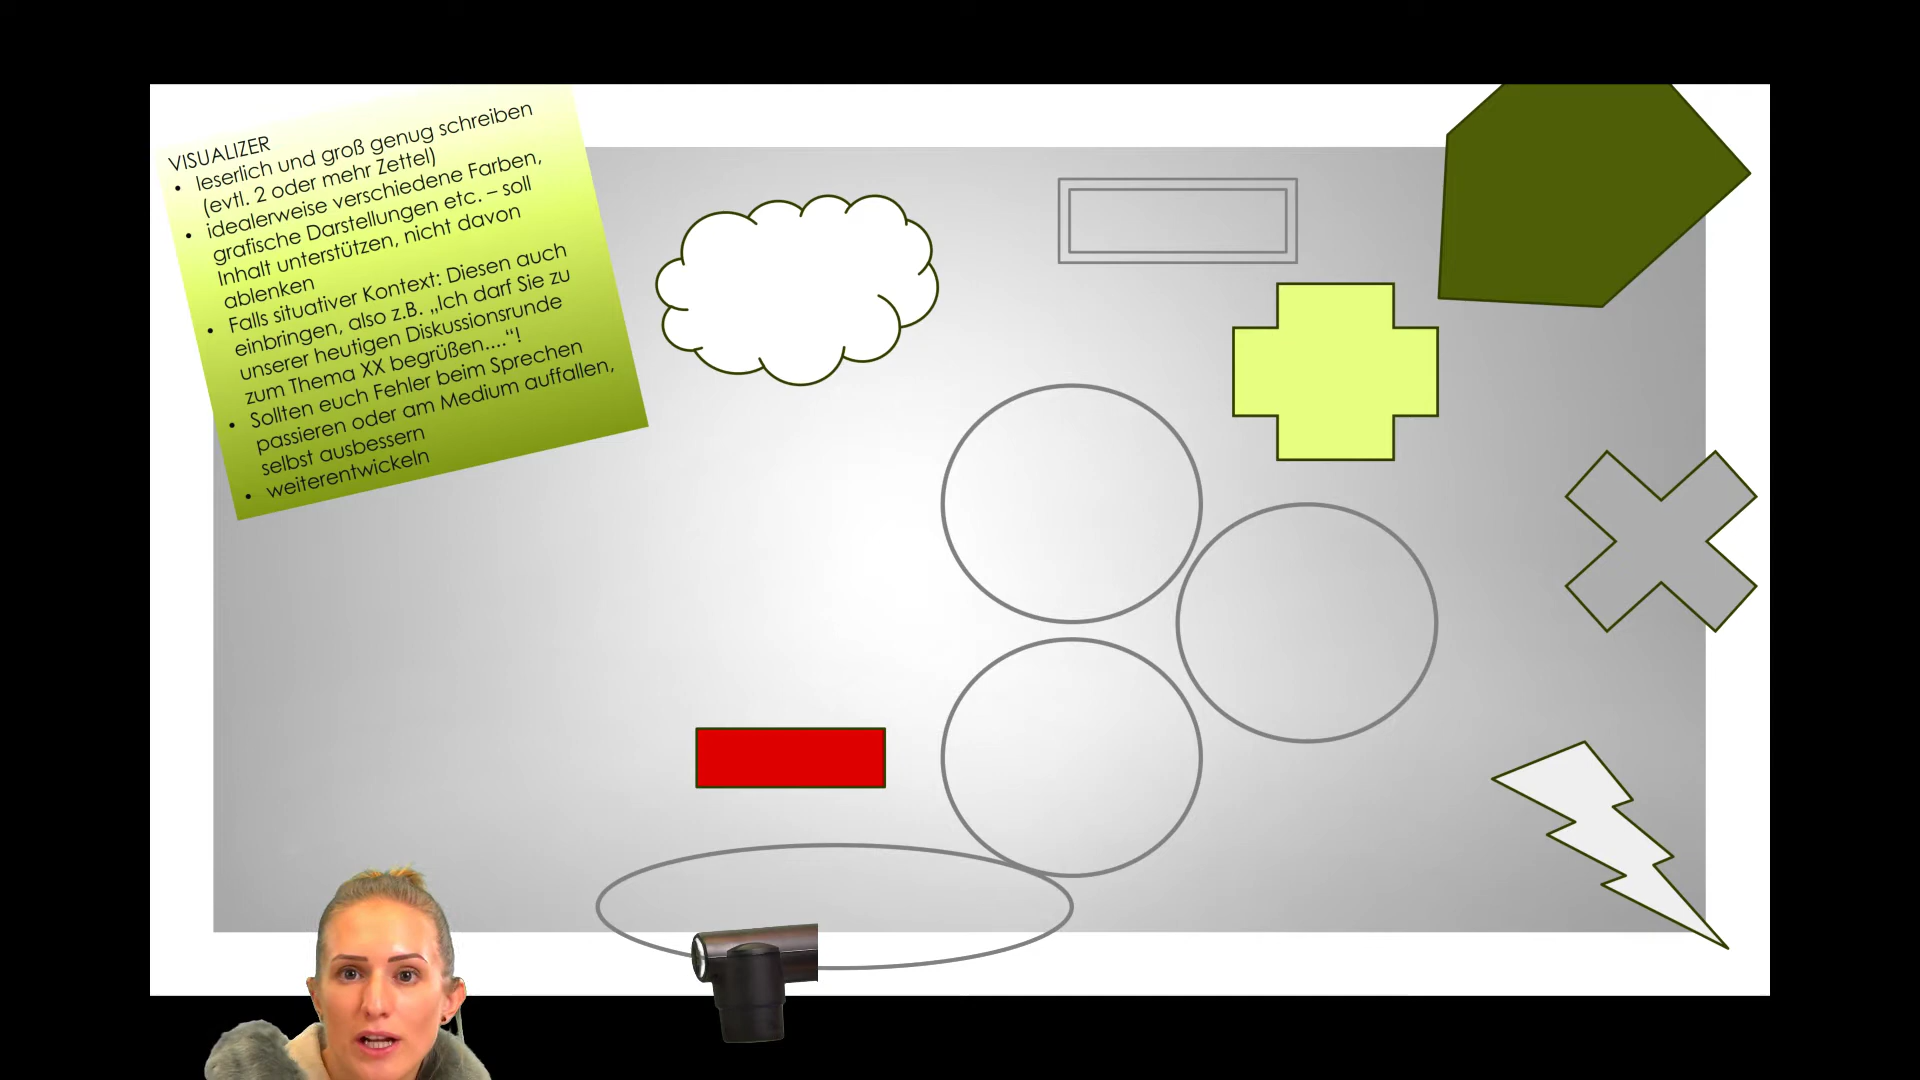 VISUALIZER
• leserlich und groß genug schreiben
(evtl. 2 oder mehr Zettel)
• idealerweise verschiedene Farben,
grafische Darstellungen etc. – soll
Inhalt unterstützen, nicht davon
ablenken
• Falls situativer Kontext: Diesen auch
einbringen, also z.B. „Ich darf Sie zu
unserer heutigen Diskussionsrunde
zum Thema XX begrüßen....“!
• Sollten euch Fehler beim Sprechen
passieren oder am Medium auffallen,
selbst ausbessern
• weiterentwickeln